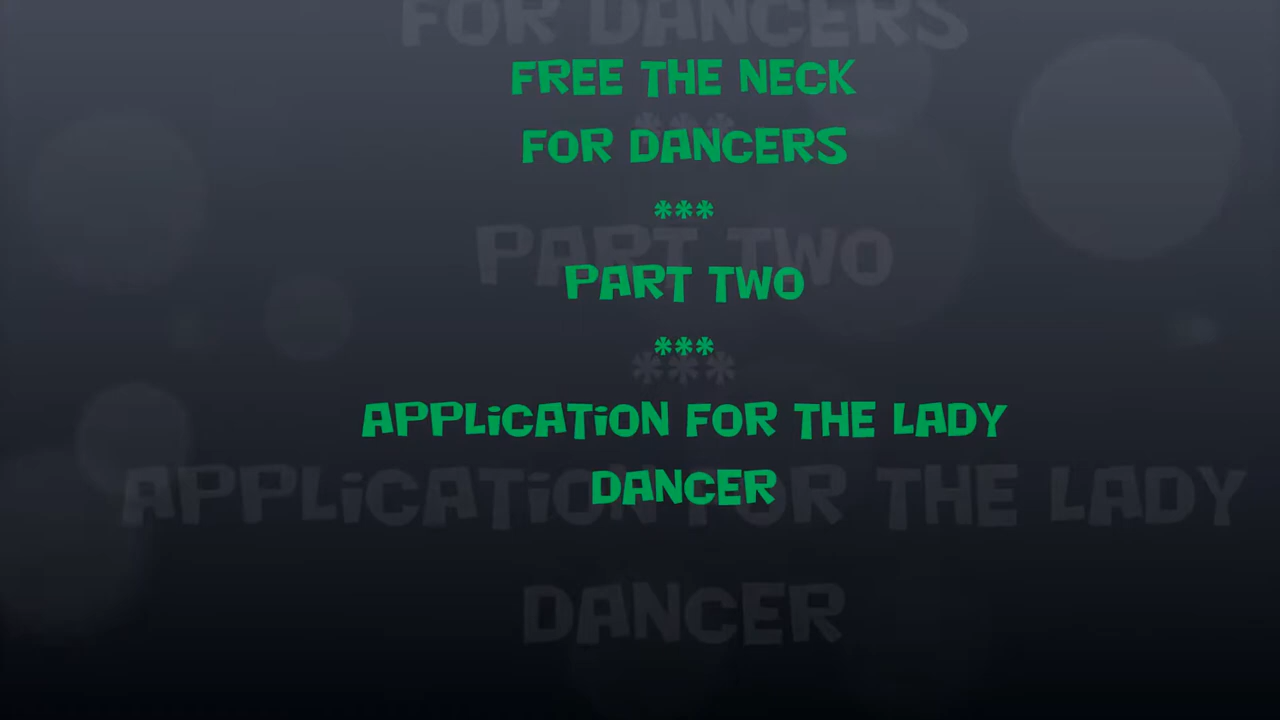 FREE THE NECK
FOR DANCERS
***
PART TWO
***
APPLiCATiON FOR THE LADY
DANCER